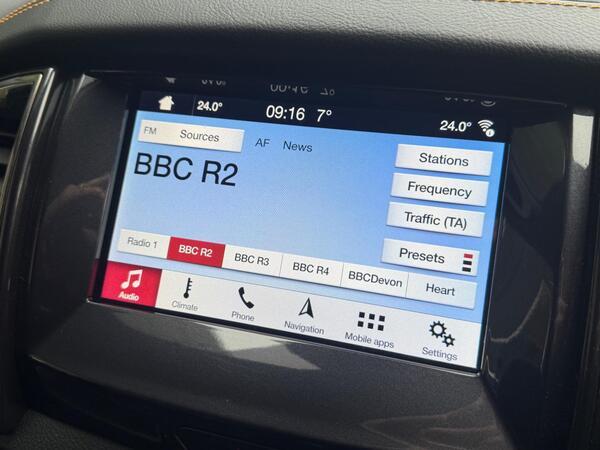 24.0° 09:16 7° 24.0°
FM Sources AF News
BBC R2
Stations
Frequency
Traffic (TA)
Presets
Radio 1 BBC R2 BBC R3 BBC R4 BBCDevon Heart
Audio Climate Phone Navigation Mobile apps Settings